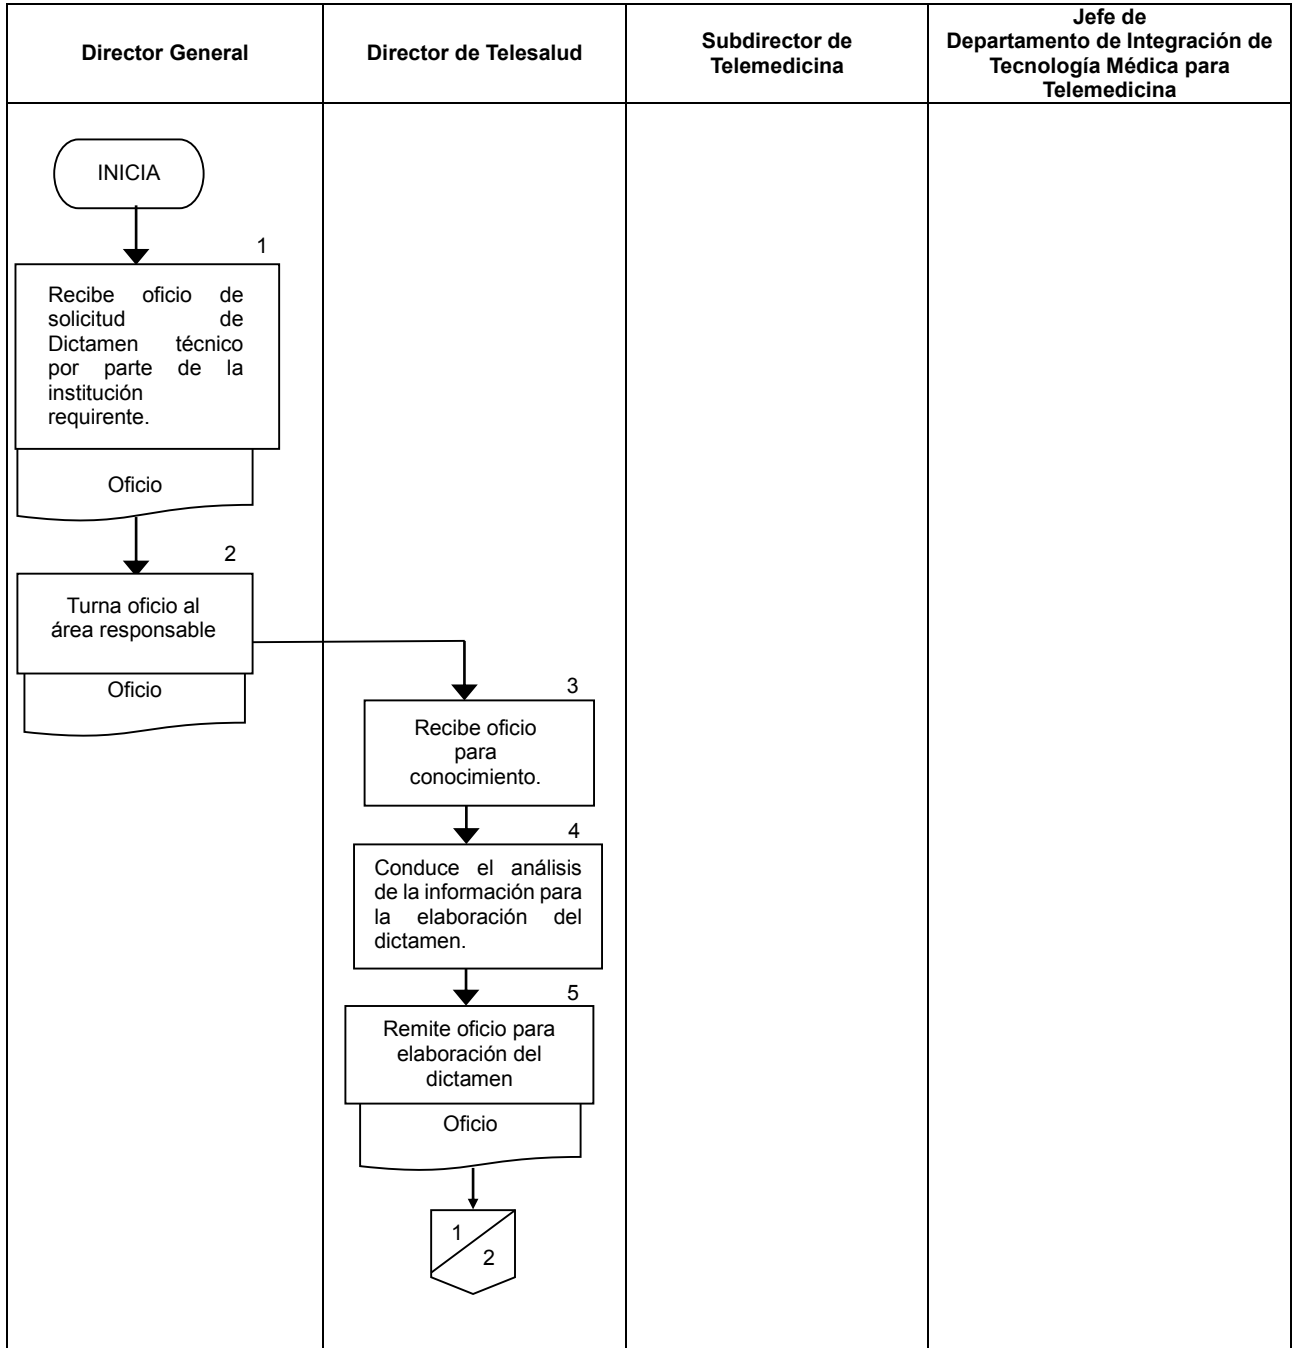 Director General
Director de Telesalud
Subdirector de
Telemedicina
Jefe de
Departamento de Integración de
Tecnología Médica para
Telemedicina
INICIA
1
Recibe oficio de
solicitud de
Dictamen técnico
por parte de la
institución
requirente.
Oficio
2
Turna oficio al
área responsable
Oficio
3
Recibe oficio
para
conocimiento.
4
Conduce el análisis
de la información para
la elaboración del
dictamen.
5
Remite oficio para
elaboración del
dictamen
Oficio
1
2